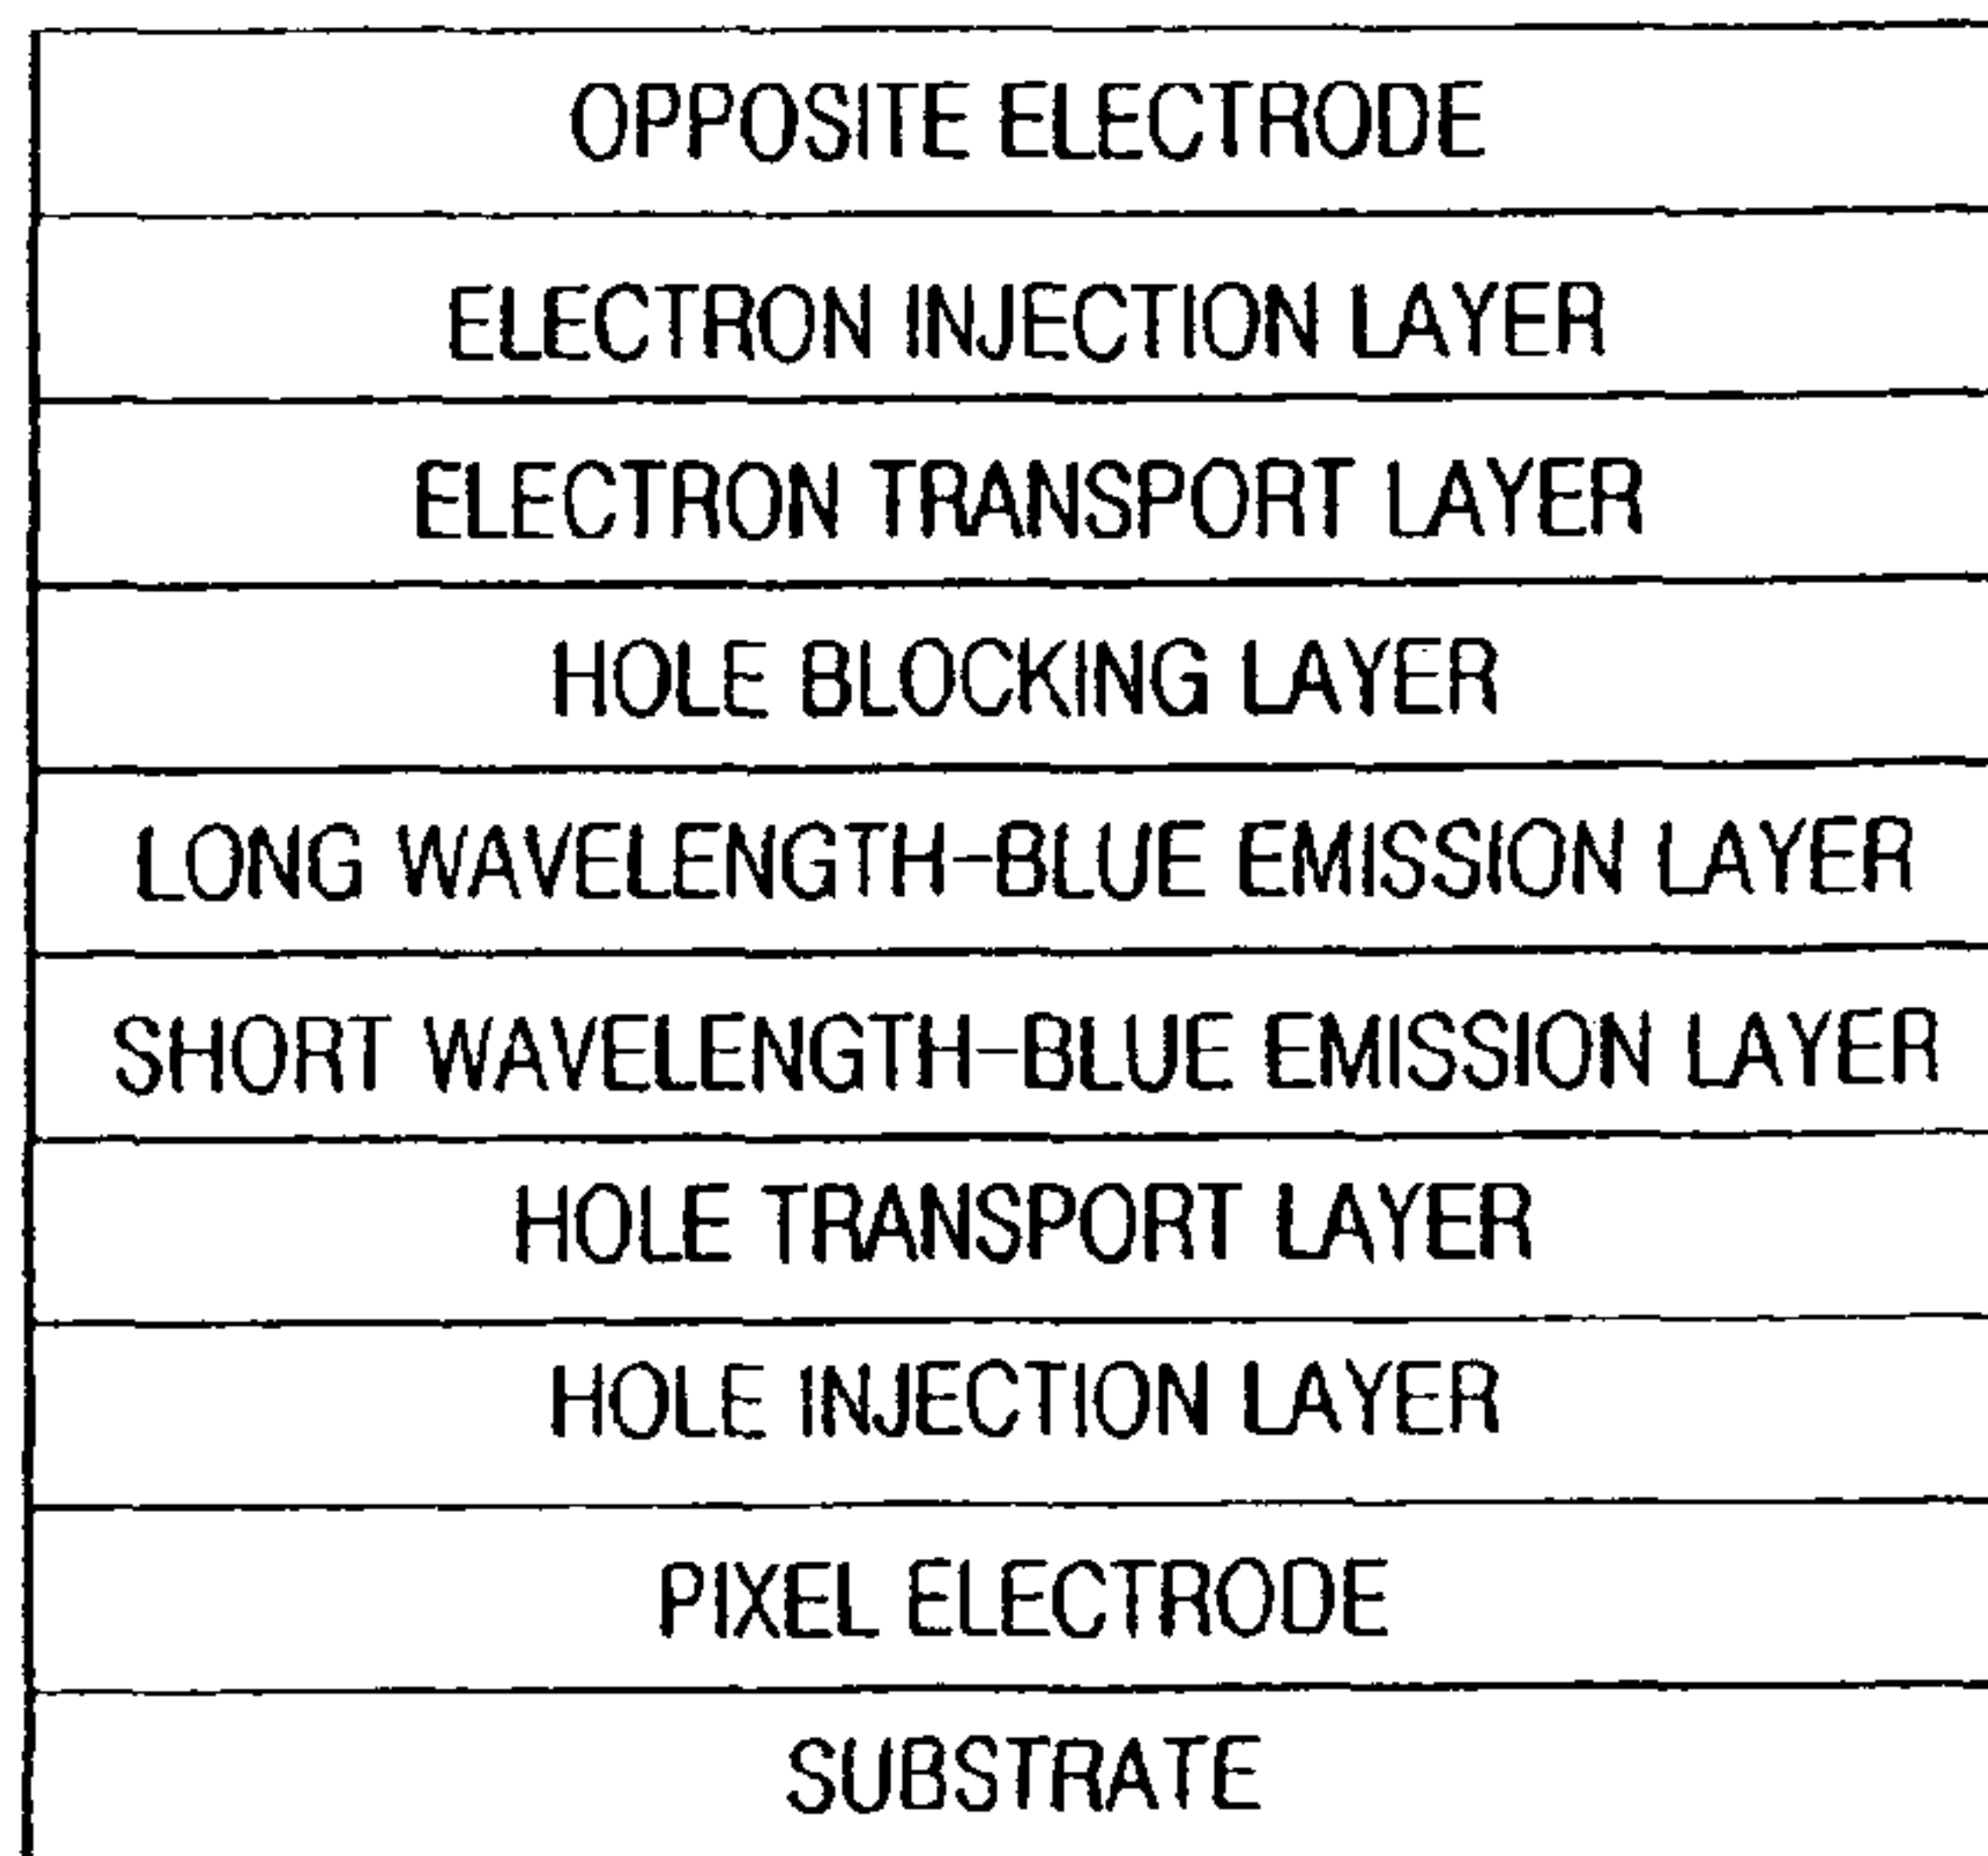 OPPOSITE ELECTRODE
ELECTRON INJECTION LAYER
ELECTRON TRANSPORT LAYER
HOLE BLOCKING LAYER
LONG WAVELENGTH-BLUE EMISSION LAYER
SHORT WAVELENGTH-BLUE EMISSION LAYER
HOLE TRANSPORT LAYER
HOLE INJECTION LAYER
PIXEL ELECTRODE
SUBSTRATE